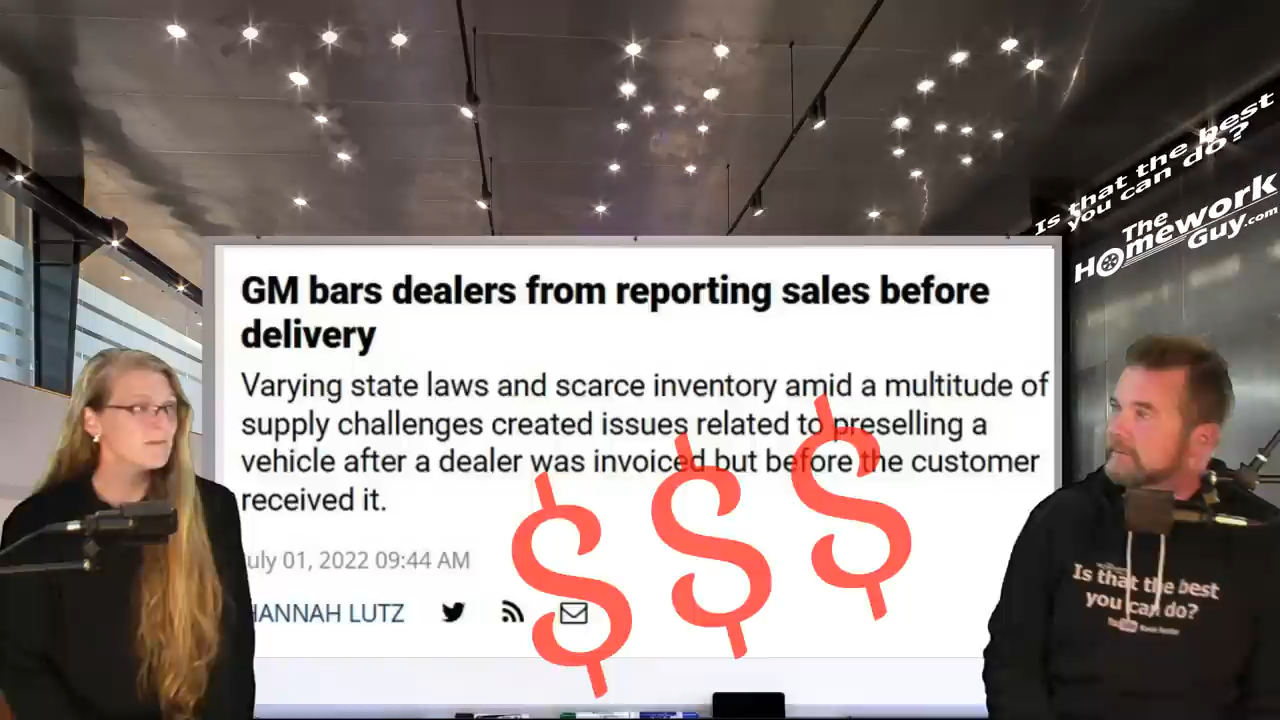 Is that the best
you can do?
The
Homework
Guy.com
GM bars dealers from reporting sales before
delivery
Varying state laws and scarce inventory amid a multitude of
supply challenges created issues related to preselling a
vehicle after a dealer was invoiced but before the customer
received it.
uly 01, 2022 09:44 AM
HANNAH LUTZ
$ $ $
Is that the best
you can do?